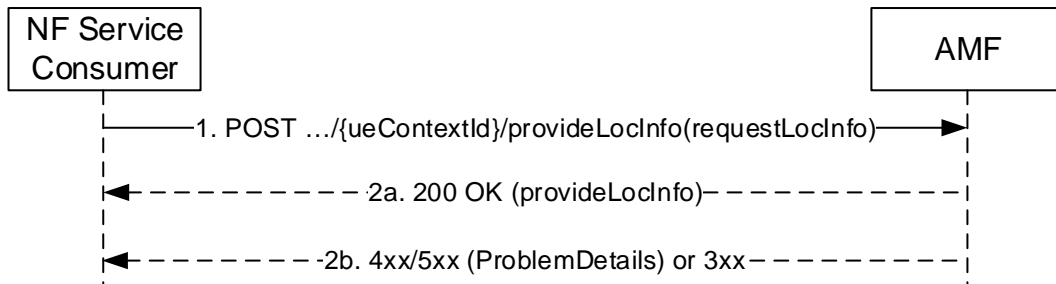 NF Service
Consumer
AMF
1. POST …/{ueContextId}/provideLocInfo(requestLocInfo)
2a. 200 OK (provideLocInfo)
2b. 4xx/5xx (ProblemDetails) or 3xx